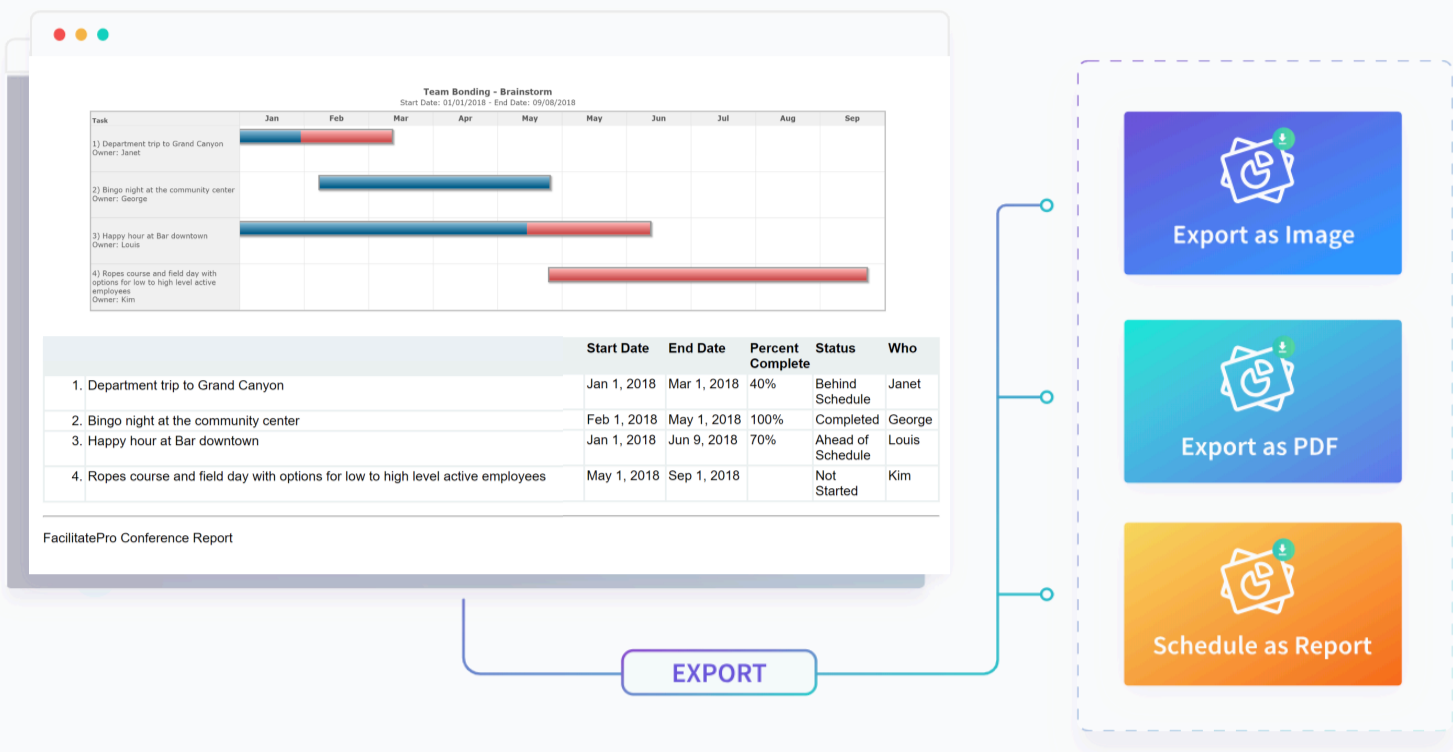 Team Bonding - Brainstorm
Start Date: 01/01/2018 - End Date: 09/08/2018
Task Jan Feb Mar Apr May May Jun Jul Aug Sep
1) Department trip to Grand Canyon
Owner: Janet
2) Bingo night at the community center
Owner: George
3) Happy hour at Bar downtown
Owner: Louis
4) Ropes course and field day with
options for low to high level active
employees
Owner: Kim
Start Date End Date Percent Status Who
Complete
1. Department trip to Grand Canyon Jan 1, 2018 Mar 1, 2018 40% Behind Janet
Schedule
2. Bingo night at the community center Feb 1, 2018 May 1, 2018 100% Completed George
3. Happy hour at Bar downtown Jan 1, 2018 Jun 9, 2018 70% Ahead of Louis
Schedule
4. Ropes course and field day with options for low to high level active employees May 1, 2018 Sep 1, 2018 Not Kim
Started
FacilitatePro Conference Report
EXPORT
Export as Image
Export as PDF
Schedule as Report